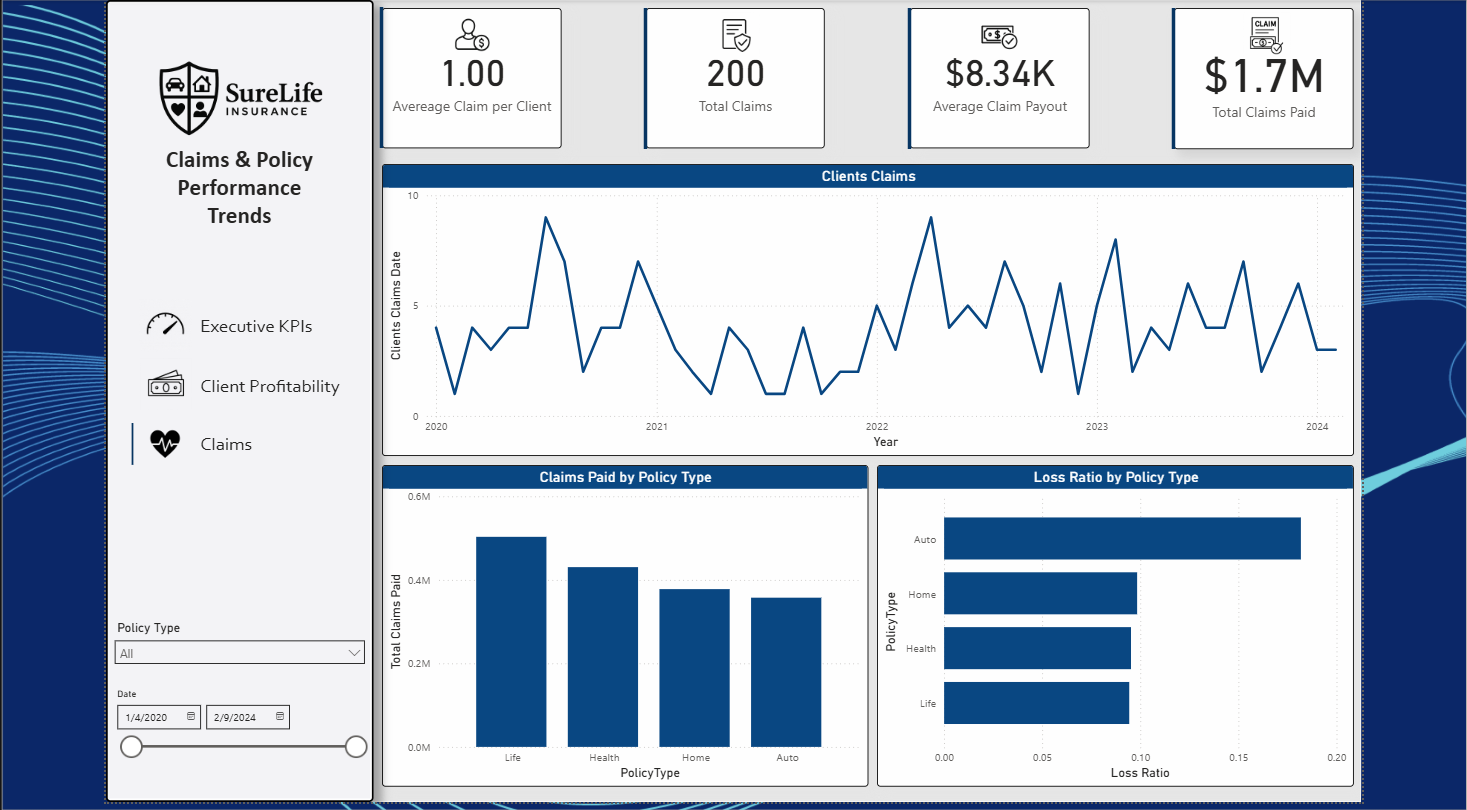 SureLife
INSURANCE
Claims & Policy
Performance
Trends
Executive KPIs
Client Profitability
Claims
Policy Type
All
Date
1/4/2020
2/9/2024
1.00
Avereage Claim per Client
200
Total Claims
$8.34K
Average Claim Payout
CLAIM
$1.7M
Total Claims Paid
Clients Claims
Clients Claims Date
10
5
0
2020
2021
2022
2023
2024
Year
Claims Paid by Policy Type
Total Claims Paid
0.6M
0.4M
0.2M
0.0M
Life
Health
Home
Auto
PolicyType
Loss Ratio by Policy Type
PolicyType
Auto
Home
Health
Life
0.00
0.05
0.10
0.15
0.20
Loss Ratio